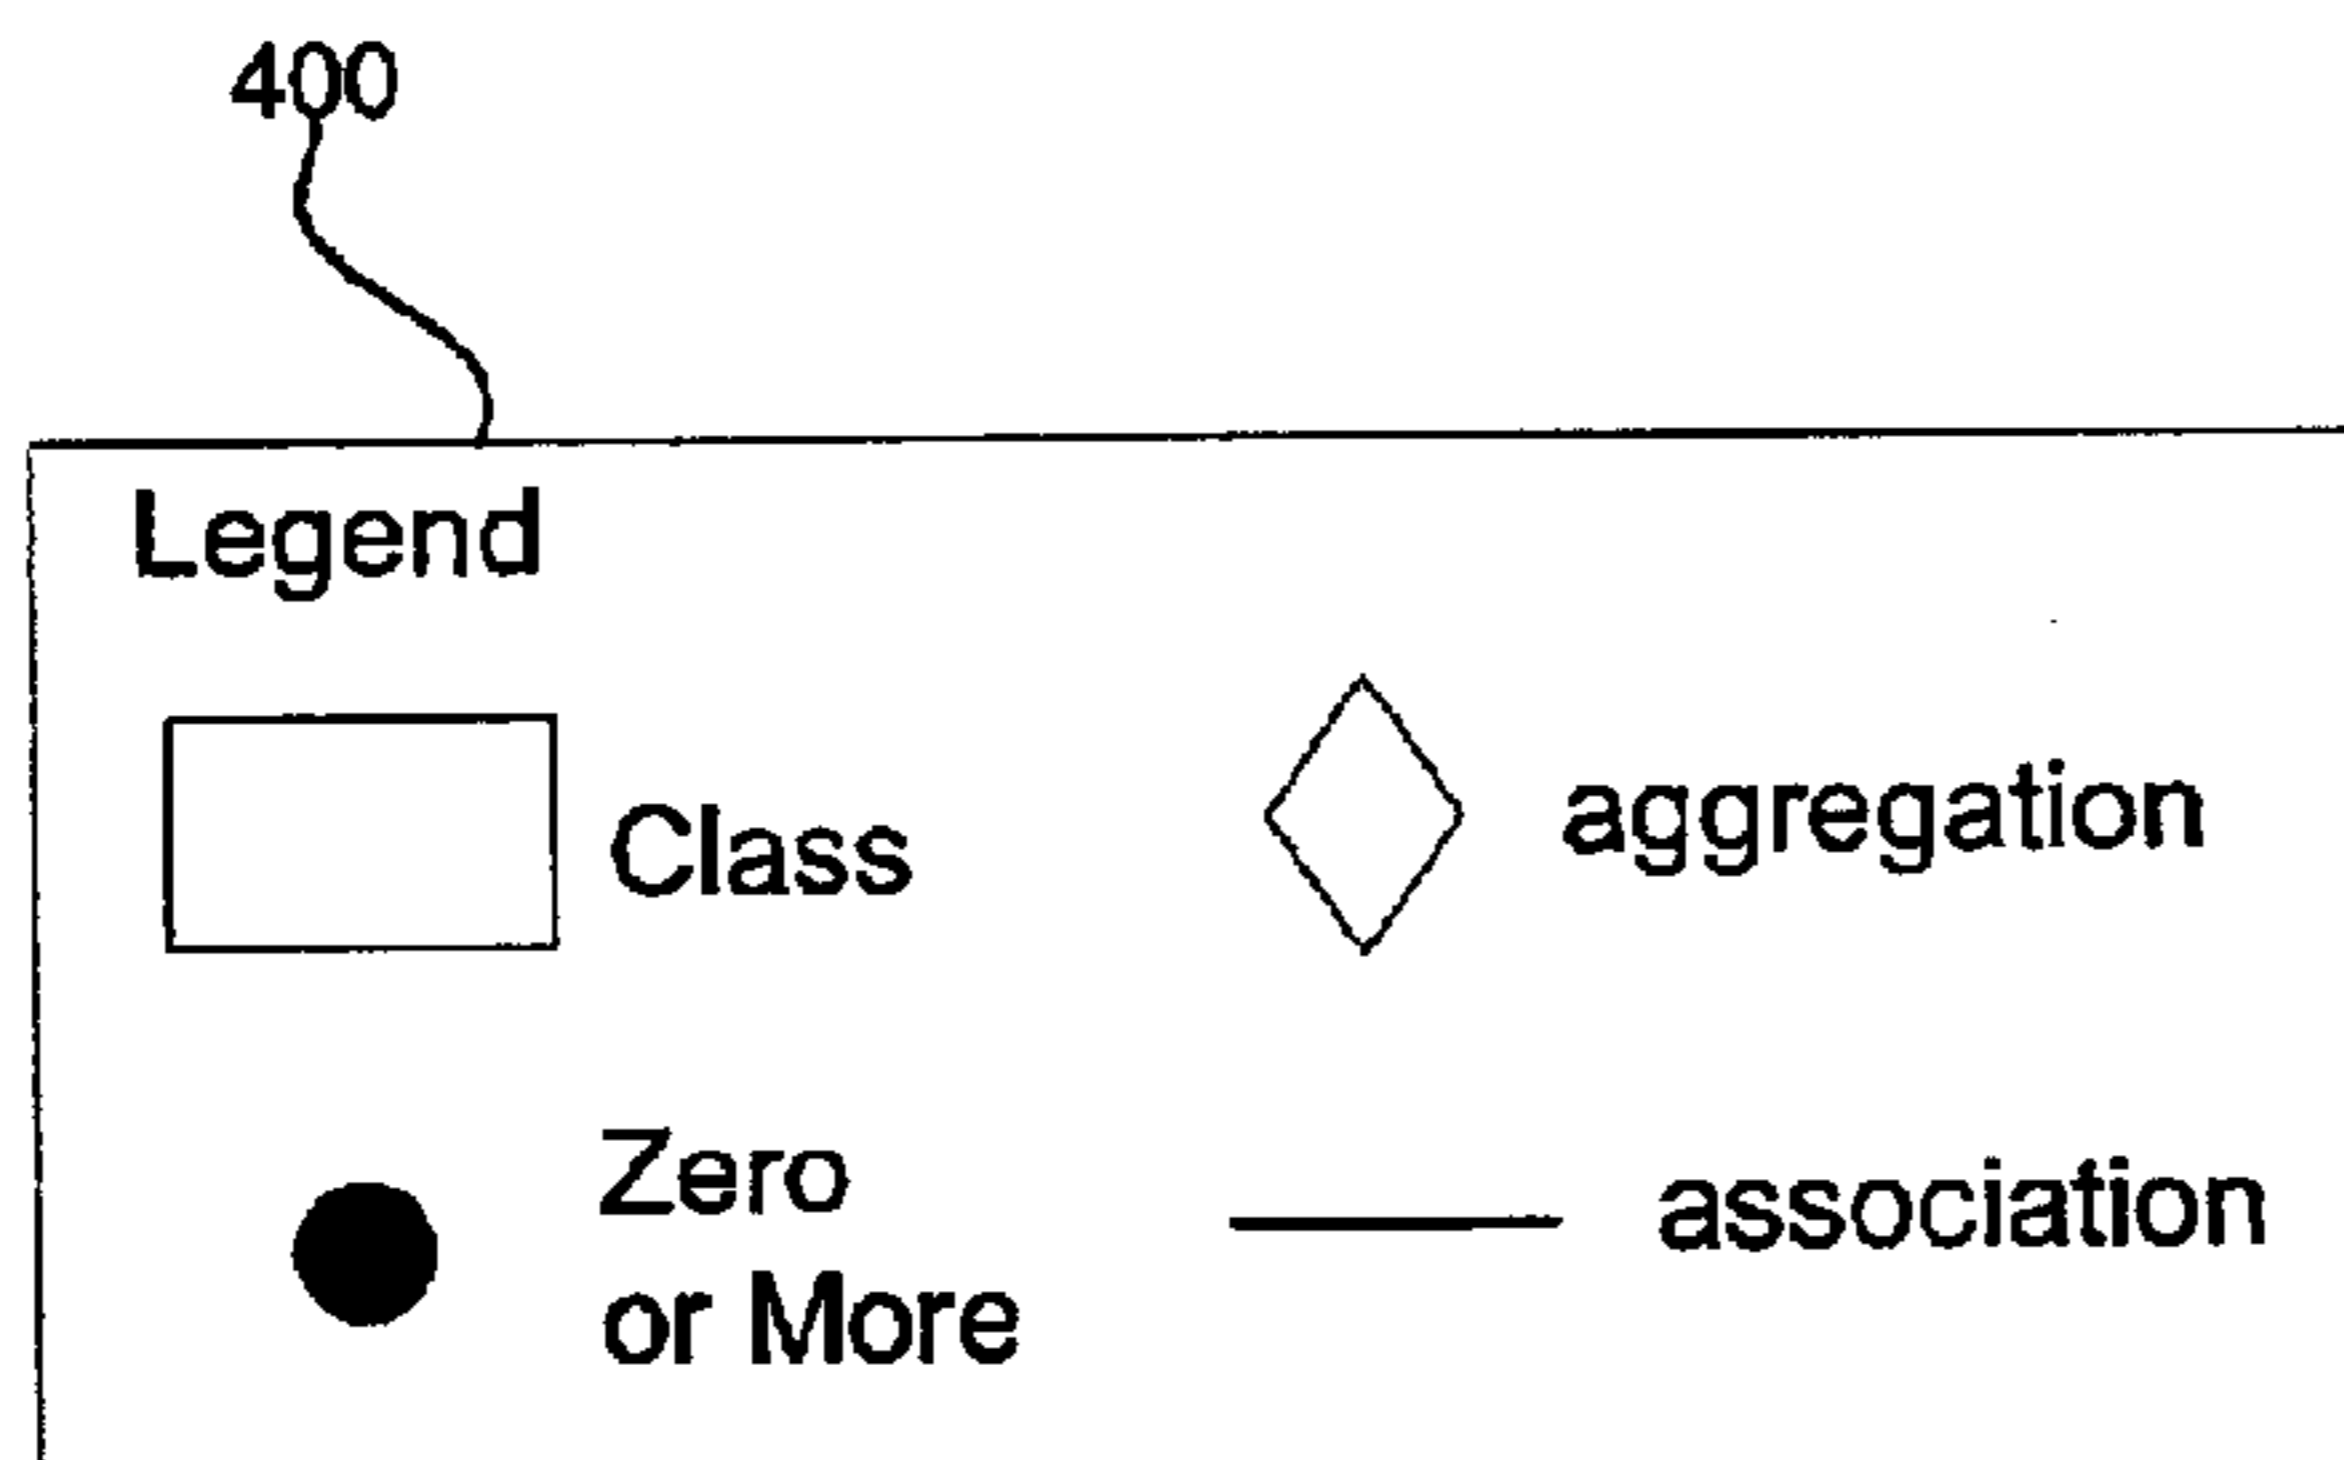 400
Legend
Class
aggregation
Zero
or More
association